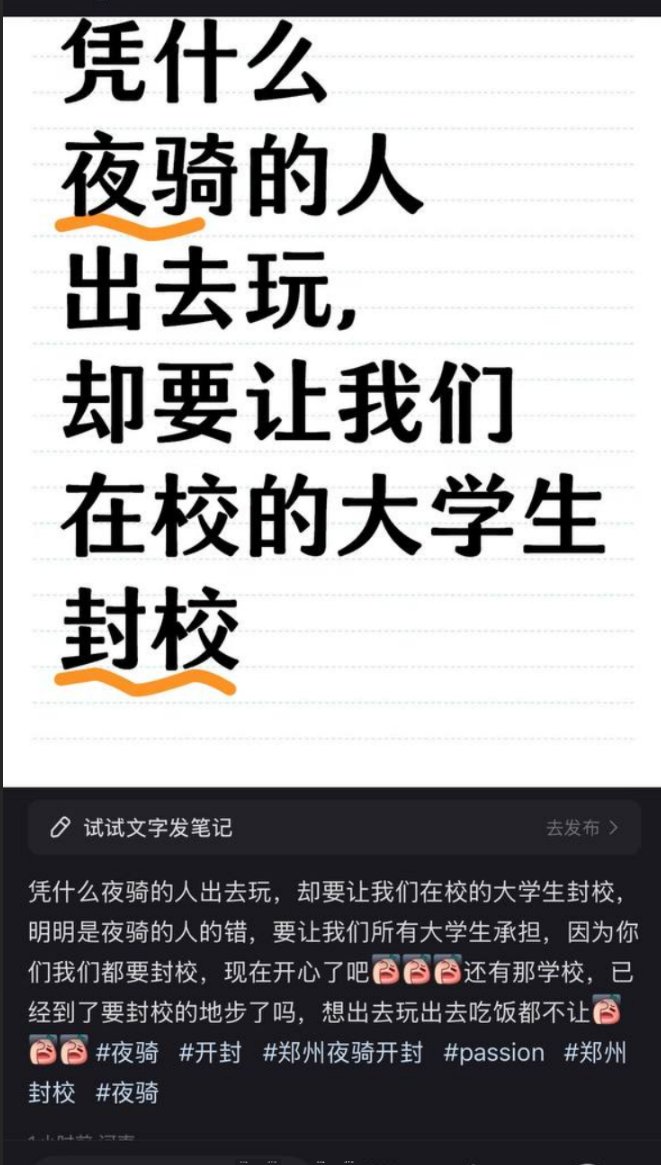 凭什么
夜骑的人
出去玩,
却要让我们
在校的大学生
封校
试试文字发笔记
去发布
凭什么夜骑的人出去玩，却要让我们在校的大学生封校，
明明是夜骑的人的错，要让我们所有大学生承担，因为你
们我们都要封校，现在开心了吧😭😭😭还有那学校，已
经到了要封校的地步了吗，想出去玩出去吃饭都不让😭
😭😭 #夜骑 #开封 #郑州夜骑开封 #passion #郑州
封校 #夜骑